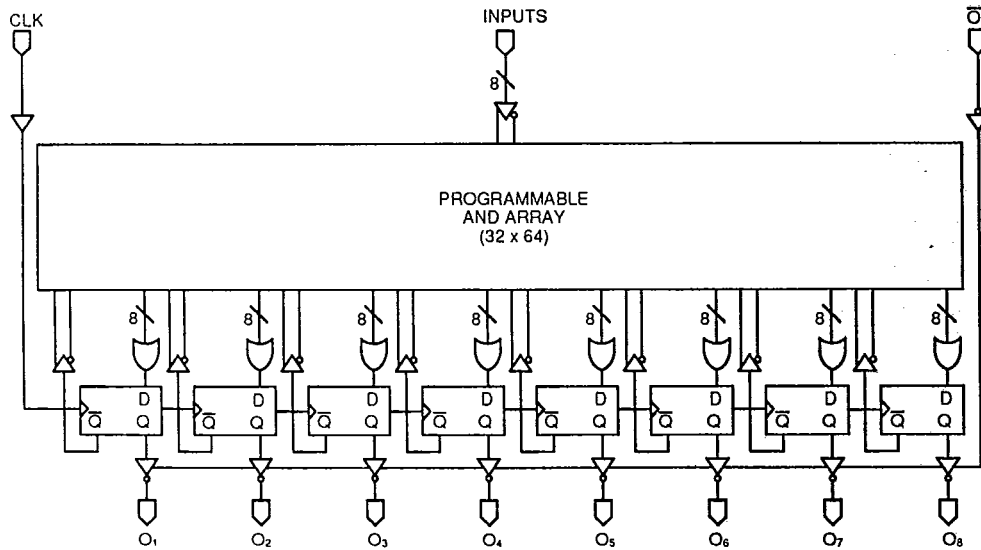 CLK
INPUTS
8
PROGRAMMABLE
AND ARRAY
(32 x 64)
8 8 8 8 8 8 8 8
D D D D D D D D
Q̅ Q Q̅ Q Q̅ Q Q̅ Q Q̅ Q Q̅ Q Q̅ Q Q̅ Q
O₁ O₂ O₃ O₄ O₅ O₆ O₇ O₈